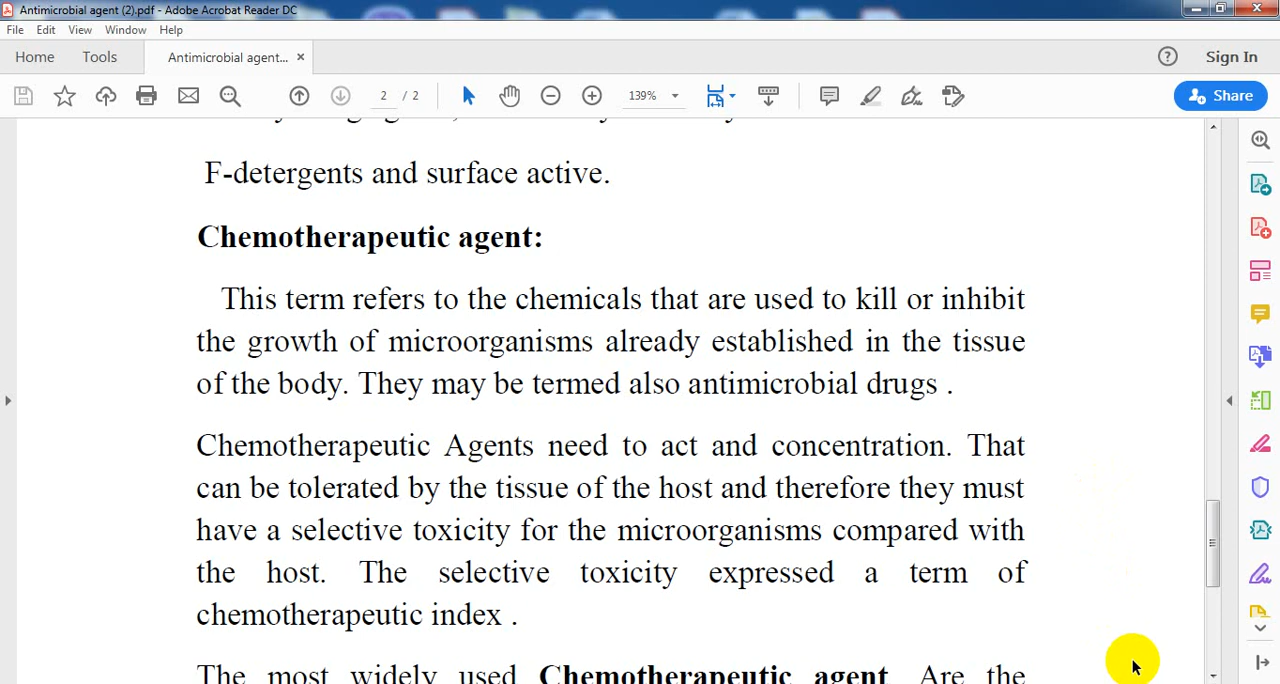 Antimicrobial agent (2).pdf - Adobe Acrobat Reader DC
File Edit View Window Help
Home Tools Antimicrobial agent... × Sign In
2 / 2 139% Share
F-detergents and surface active.
Chemotherapeutic agent:
This term refers to the chemicals that are used to kill or inhibit
the growth of microorganisms already established in the tissue
of the body. They may be termed also antimicrobial drugs .
Chemotherapeutic Agents need to act and concentration. That
can be tolerated by the tissue of the host and therefore they must
have a selective toxicity for the microorganisms compared with
the host. The selective toxicity expressed a term of
chemotherapeutic index .
The most widely used Chemotherapeutic agent. Are the